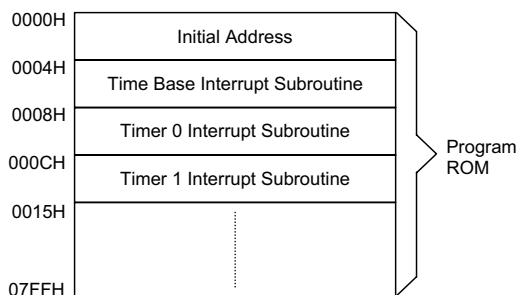 0000H
Initial Address
0004H
Time Base Interrupt Subroutine
0008H
Timer 0 Interrupt Subroutine
000CH
Timer 1 Interrupt Subroutine
0015H
07FFH
Program
ROM